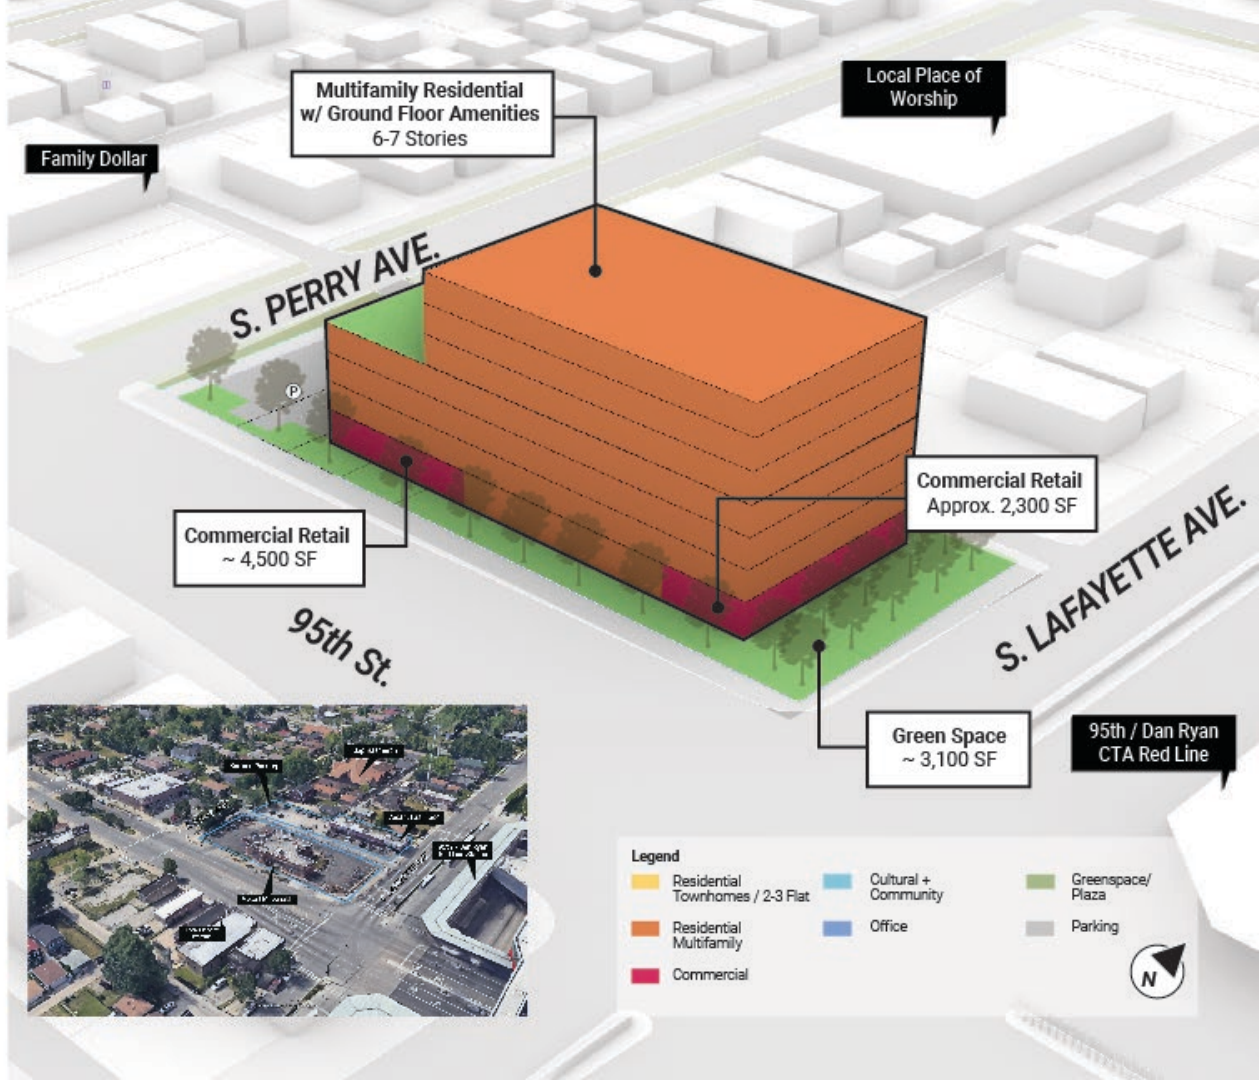 Multifamily Residential
w/ Ground Floor Amenities
6-7 Stories
Local Place of
Worship
Family Dollar
S. PERRY AVE.
P
Commercial Retail
Approx. 2,300 SF
Commercial Retail
~ 4,500 SF
S. LAFAYETTE AVE.
95th St.
Green Space
~ 3,100 SF
95th / Dan Ryan
CTA Red Line
Legend
Residential
Townhomes / 2-3 Flat
Residential
Multifamily
Commercial
Cultural +
Community
Office
Greenspace/
Plaza
Parking
N